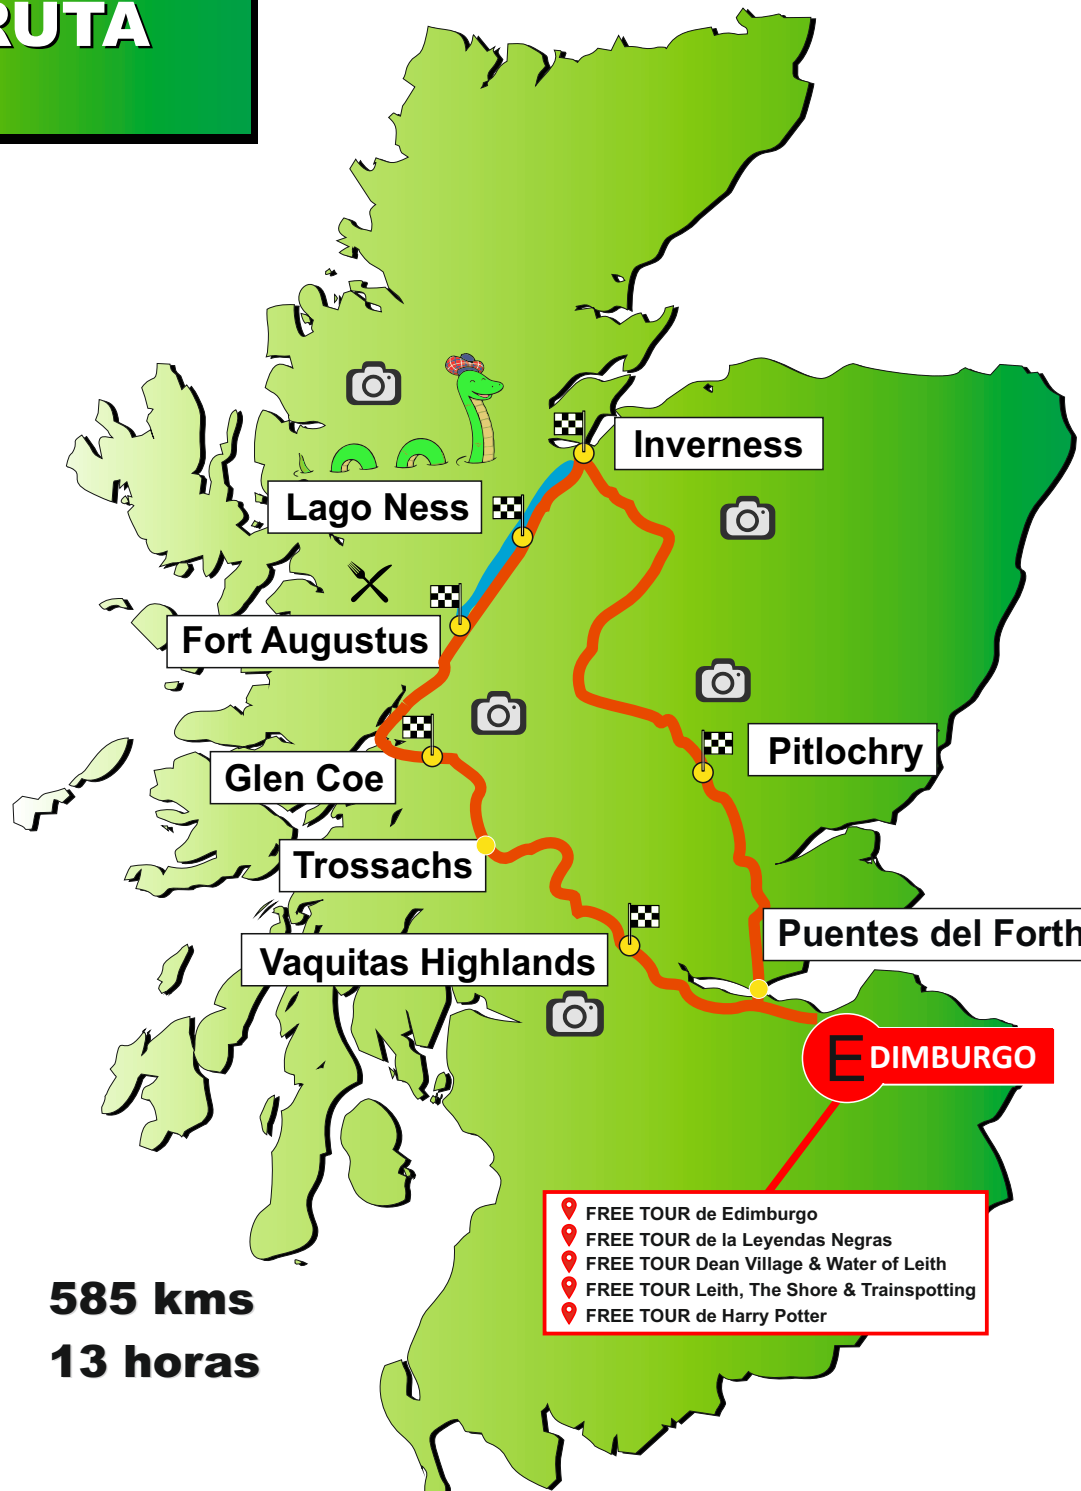 RUTA
Inverness
Lago Ness
Fort Augustus
Pitlochry
Glen Coe
Trossachs
Puentes del Forth
Vaquitas Highlands
EDIMBURGO
FREE TOUR de Edimburgo
FREE TOUR de la Leyendas Negras
FREE TOUR Dean Village & Water of Leith
FREE TOUR Leith, The Shore & Trainspotting
FREE TOUR de Harry Potter
585 kms
13 horas